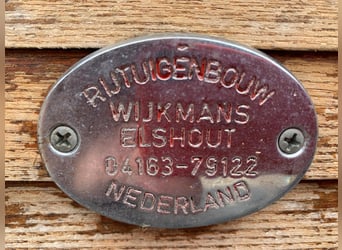 RIJTUIGENBOUW
WIJKMANS
ELSHOUT
04163-79122
NEDERLAND